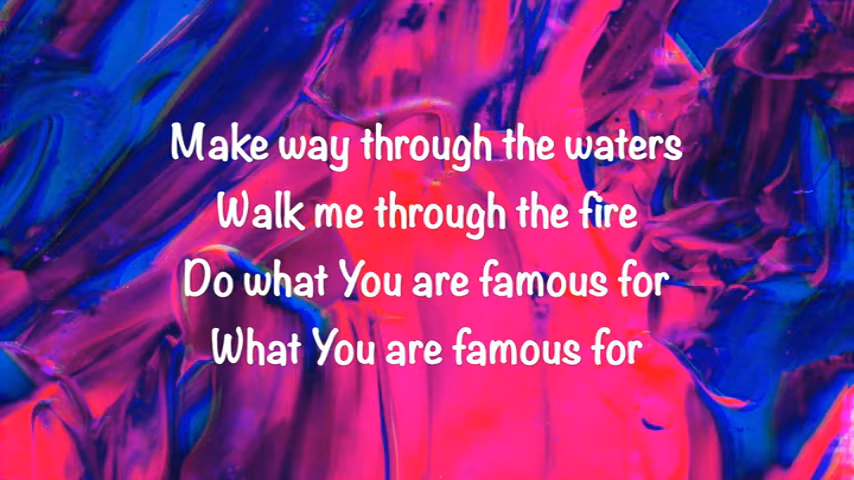 Make way through the waters
Walk me through the fire
Do what You are famous for
What You are famous for